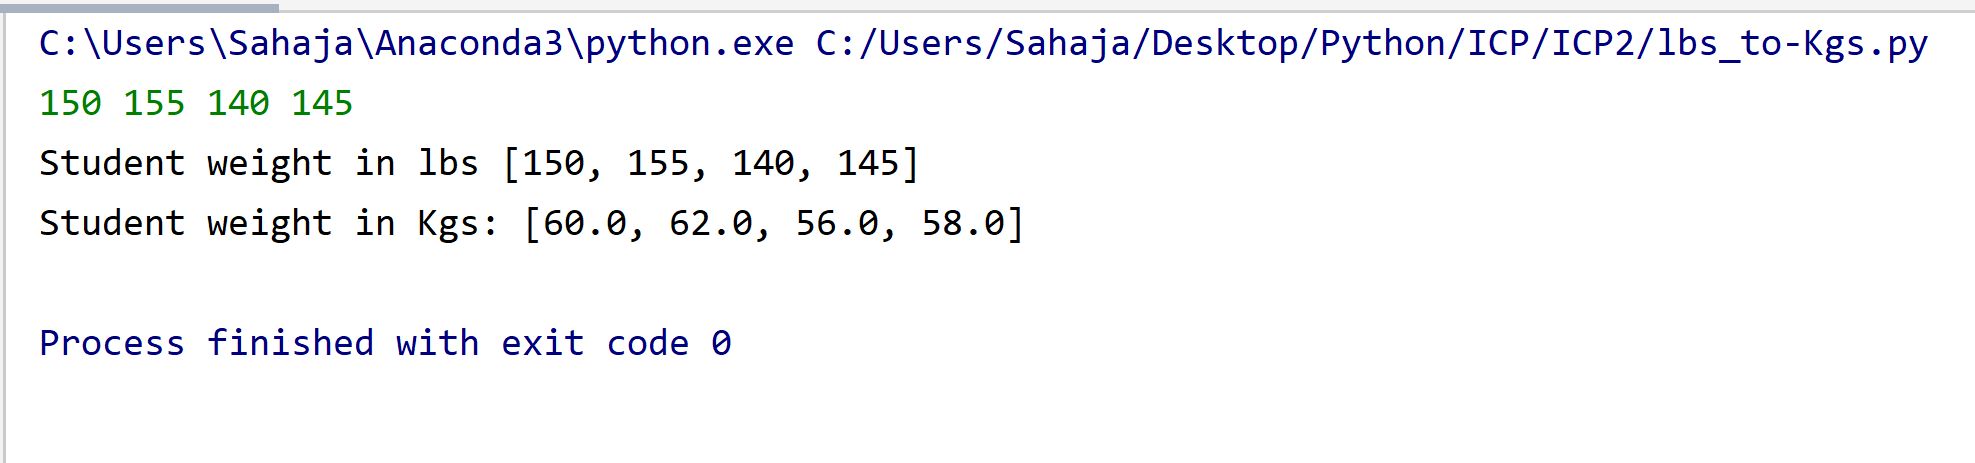 C:\Users\Sahaja\Anaconda3\python.exe C:/Users/Sahaja/Desktop/Python/ICP/ICP2/lbs_to-Kgs.py
150 155 140 145
Student weight in lbs [150, 155, 140, 145]
Student weight in Kgs: [60.0, 62.0, 56.0, 58.0]
Process finished with exit code 0